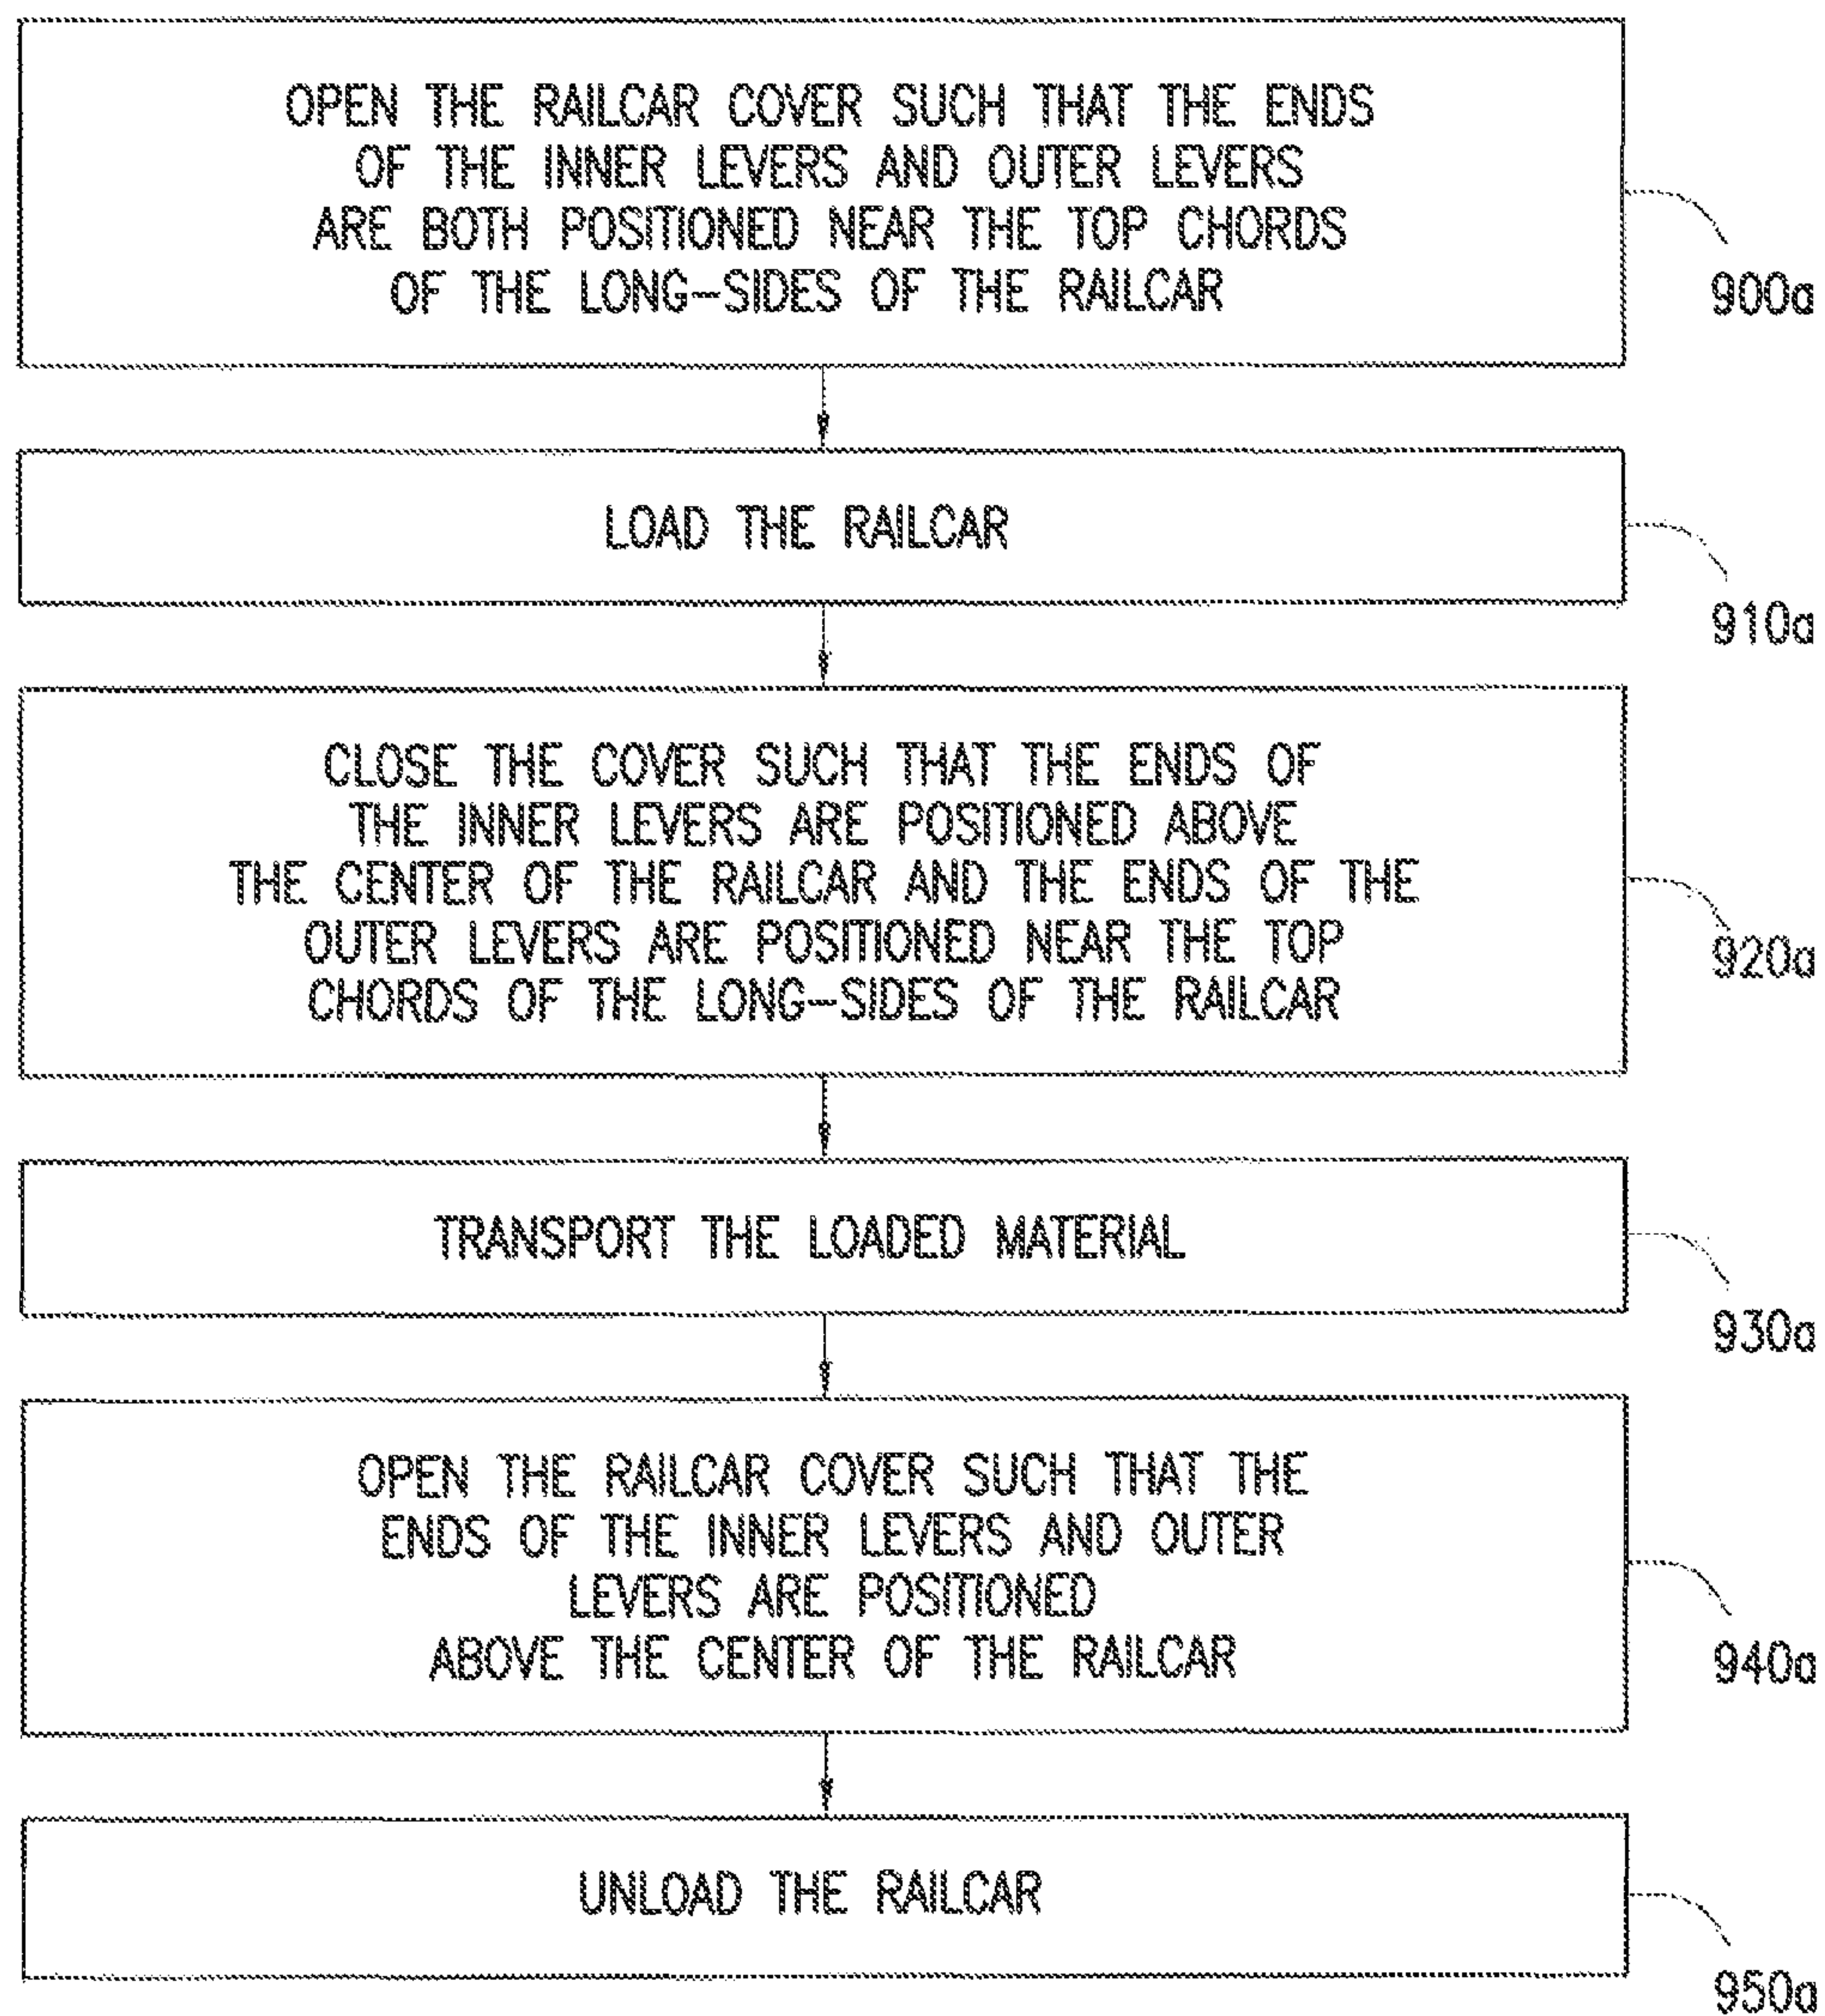 OPEN THE RAILCAR COVER SUCH THAT THE ENDS
OF THE INNER LEVERS AND OUTER LEVERS
ARE BOTH POSITIONED NEAR THE TOP CHORDS
OF THE LONG-SIDES OF THE RAILCAR
900a
LOAD THE RAILCAR
910a
CLOSE THE COVER SUCH THAT THE ENDS OF
THE INNER LEVERS ARE POSITIONED ABOVE
THE CENTER OF THE RAILCAR AND THE ENDS OF THE
OUTER LEVERS ARE POSITIONED NEAR THE TOP
CHORDS OF THE LONG-SIDES OF THE RAILCAR
920a
TRANSPORT THE LOADED MATERIAL
930a
OPEN THE RAILCAR COVER SUCH THAT THE
ENDS OF THE INNER LEVERS AND OUTER
LEVERS ARE POSITIONED
ABOVE THE CENTER OF THE RAILCAR
940a
UNLOAD THE RAILCAR
950a